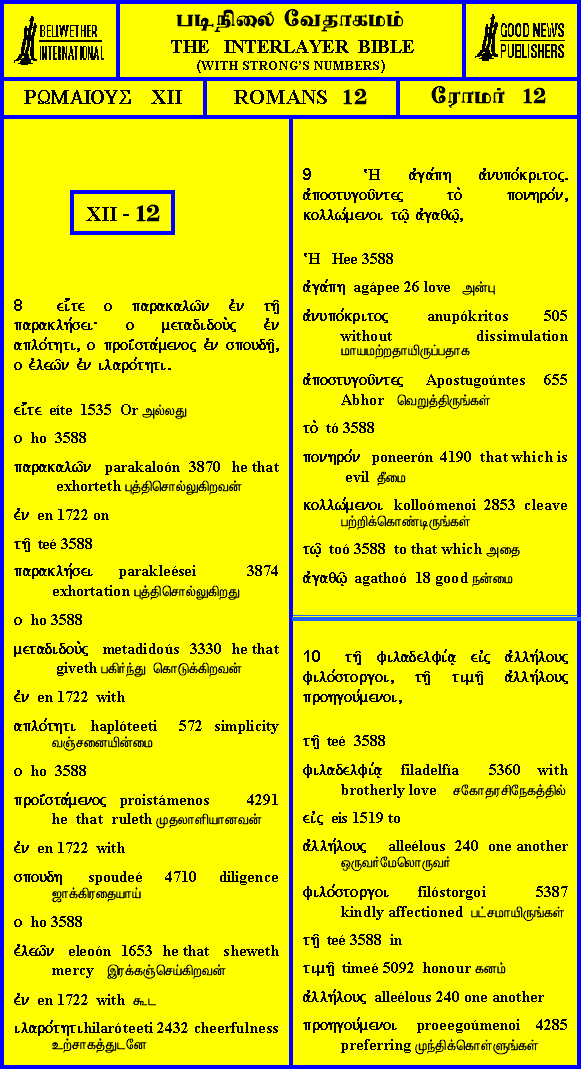 BELIWETHER
INTERNATIONAL
படிநிலை வேதாகமம்
THE INTERLAYER BIBLE
(WITH STRONG'S NUMBERS)
GOOD NEWS
PUBLISHERS
ΡΩΜΑΙΟΥΣ XII
ROMANS 12
ரோமர் 12
XII - 12
8 εἴτε ο παρακαλῶν ἐν τῇ
παρακλήσει· ο μεταδιδοὺς ἐν
απλότητι, ο προΐστάμενος ἐν σπουδῇ,
ο ἐλεῶν ἐν ιλαρότητι.
εἴτε eíte 1535 Or அல்லது
ο ho 3588
παρακαλῶν parakaloón 3870 he that
exhorteth புத்திசொல்லுகிறவன்
ἐν en 1722 on
τῇ teé 3588
παρακλήσει parakleései 3874
exhortation புத்திசொல்லுகிறது
ο ho 3588
μεταδιδοὺς metadidoús 3330 he that
giveth பகிர்ந்து கொடுக்கிறவன்
ἐν en 1722 with
απλότητι haplóteeti 572 simplicity
வஞ்சனையின்மை
ο ho 3588
προΐστάμενος proistámenos 4291
he that ruleth முதலாளியானவன்
ἐν en 1722 with
σπουδη spoudeé 4710 diligence
ஜாக்கிரதையாய்
ο ho 3588
ἐλεῶν eleoón 1653 he that sheweth
mercy இரக்கஞ்செய்கிறவன்
ἐν en 1722 with கூட
ιλαρότητι hilaróteeti 2432 cheerfulness
உற்சாகத்துடனே
9 Ἡ ἀγάπη ἀνυπόκριτος.
ἀποστυγοῦντες τὸ πονηρόν,
κολλώμενοι τῷ ἀγαθῷ,
Ἡ Hee 3588
ἀγάπη agápee 26 love அன்பு
ἀνυπόκριτος anupókritos 505
without dissimulation
மாயமற்றதாயிருப்பதாக
ἀποστυγοῦντες Apostugoúntes 655
Abhor வெறுத்திருங்கள்
τὸ tó 3588
πονηρόν poneerón 4190 that which is
evil தீமை
κολλώμενοι kolloómenoi 2853 cleave
பற்றிக்கொண்டிருங்கள்
τῷ toó 3588 to that which அதை
ἀγαθῷ agathoó 18 good நன்மை
10 τῇ φιλαδελφίᾳ εἰς ἀλλήλους
φιλόστοργοι, τῇ τιμῇ ἀλλήλους
προηγούμενοι,
τῇ teé 3588
φιλαδελφίᾳ filadelfía 5360 with
brotherly love சகோதரசிநேகத்தில்
εἰς eis 1519 to
ἀλλήλους alleélous 240 one another
ஒருவர்மேலொருவர்
φιλόστοργοι filóstorgoi 5387
kindly affectioned பட்சமாயிருங்கள்
τῇ teé 3588 in
τιμῇ timeé 5092 honour கனம்
ἀλλήλους alleélous 240 one another
προηγούμενοι proeegoúmenoi 4285
preferring முந்திக்கொள்ளுங்கள்